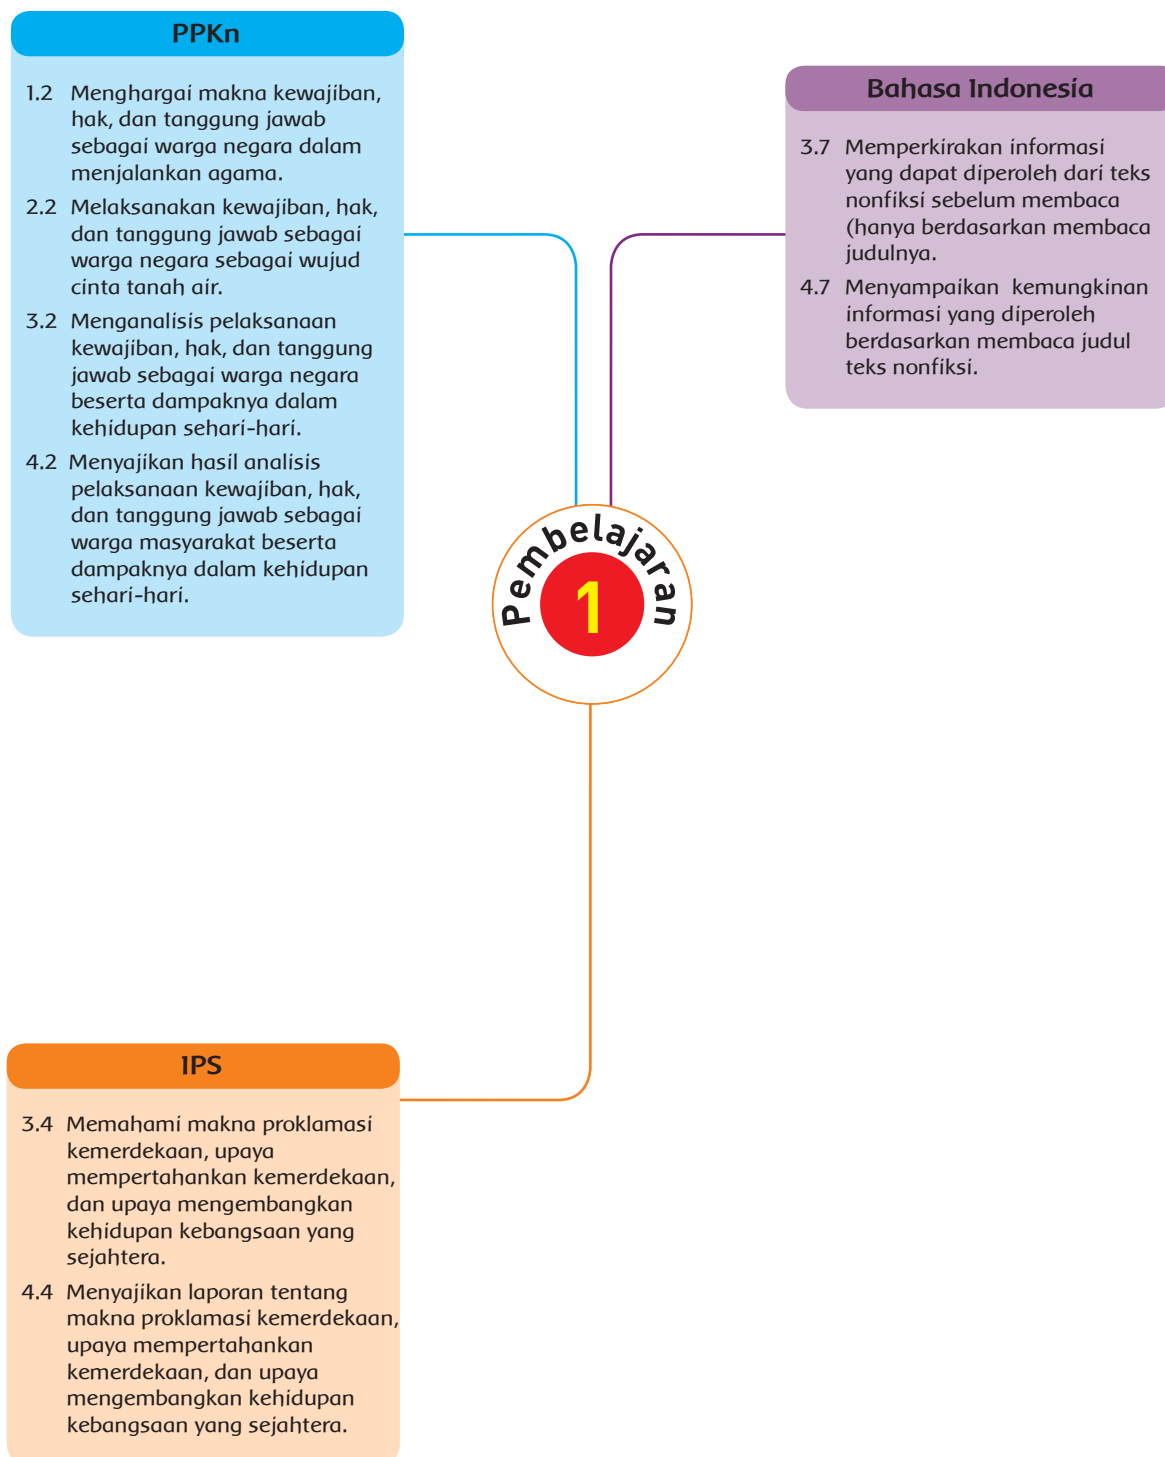 PPKn
1.2 Menghargai makna kewajiban,
hak, dan tanggung jawab
sebagai warga negara dalam
menjalankan agama.
2.2 Melaksanakan kewajiban, hak,
dan tanggung jawab sebagai
warga negara sebagai wujud
cinta tanah air.
3.2 Menganalisis pelaksanaan
kewajiban, hak, dan tanggung
jawab sebagai warga negara
beserta dampaknya dalam
kehidupan sehari-hari.
4.2 Menyajikan hasil analisis
pelaksanaan kewajiban, hak,
dan tanggung jawab sebagai
warga masyarakat beserta
dampaknya dalam kehidupan
sehari-hari.
Bahasa Indonesia
3.7 Memperkirakan informasi
yang dapat diperoleh dari teks
nonfiksi sebelum membaca
(hanya berdasarkan membaca
judulnya.
4.7 Menyampaikan kemungkinan
informasi yang diperoleh
berdasarkan membaca judul
teks nonfiksi.
Pembelajaran
1
IPS
3.4 Memahami makna proklamasi
kemerdekaan, upaya
mempertahankan kemerdekaan,
dan upaya mengembangkan
kehidupan kebangsaan yang
sejahtera.
4.4 Menyajikan laporan tentang
makna proklamasi kemerdekaan,
upaya mempertahankan
kemerdekaan, dan upaya
mengembangkan kehidupan
kebangsaan yang sejahtera.